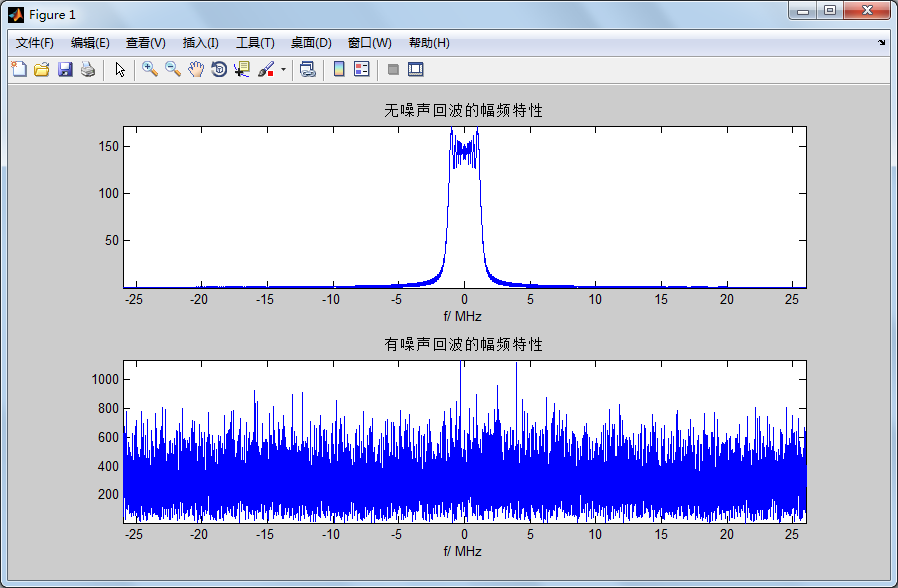 Figure 1
文件(F) 编辑(E) 查看(V) 插入(I) 工具(T) 桌面(D) 窗口(W) 帮助(H)
无噪声回波的幅频特性
150
100
50
-25 -20 -15 -10 -5 0 5 10 15 20 25
f/ MHz
有噪声回波的幅频特性
1000
800
600
400
200
-25 -20 -15 -10 -5 0 5 10 15 20 25
f/ MHz